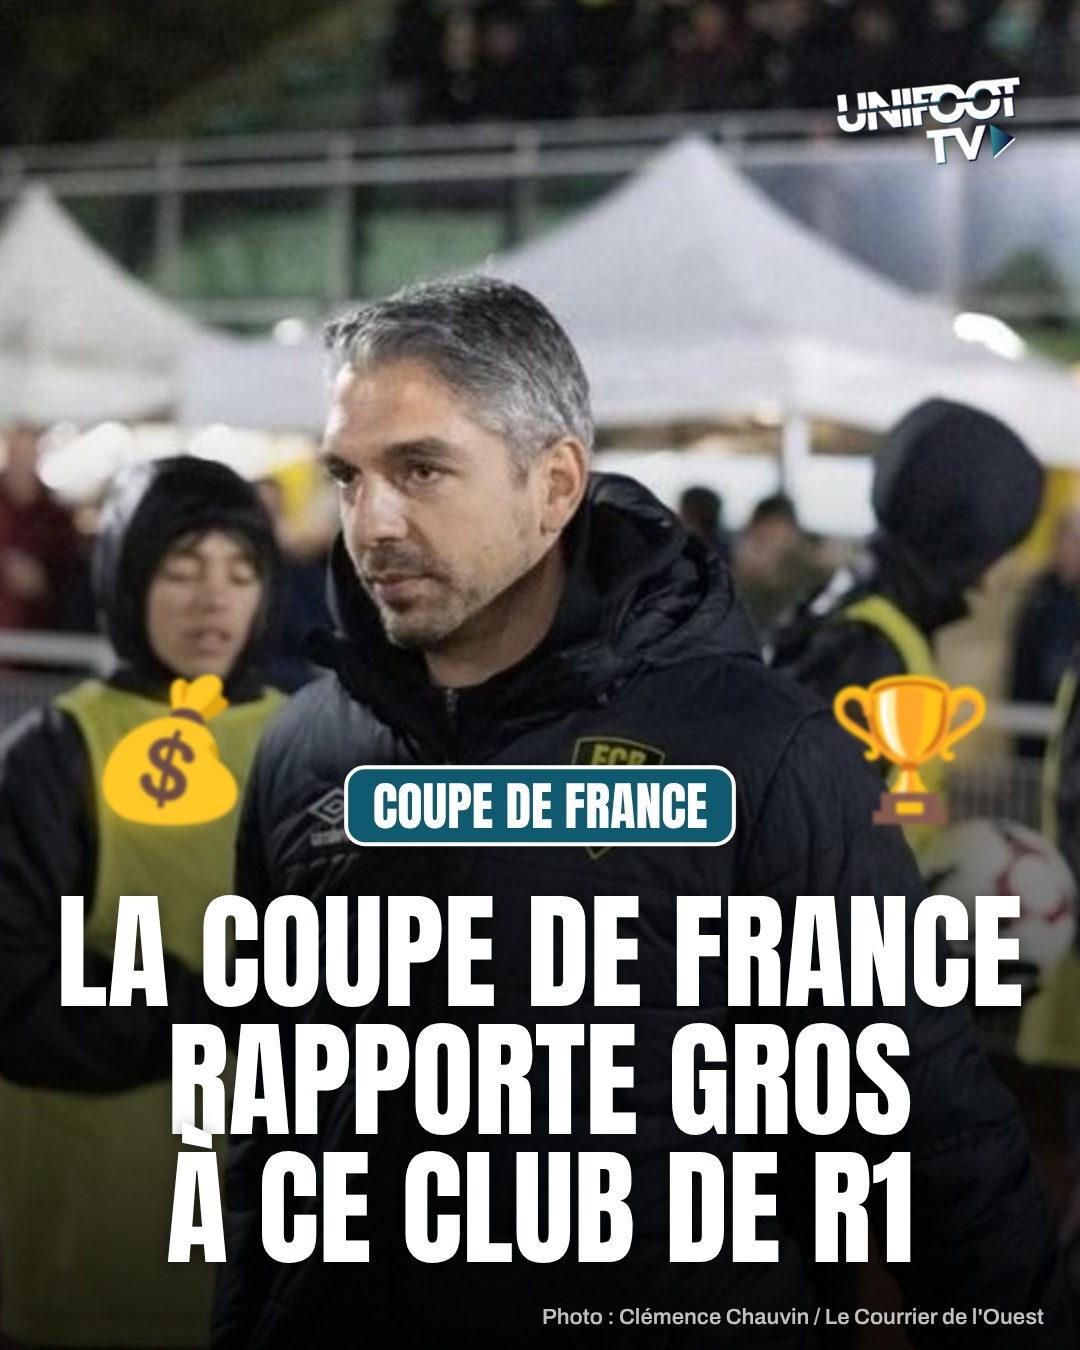 UNIFOOT
TV
COUPE DE FRANCE
LA COUPE DE FRANCE
RAPPORTE GROS
À CE CLUB DE R1
Photo : Clémence Chauvin / Le Courrier de l'Ouest